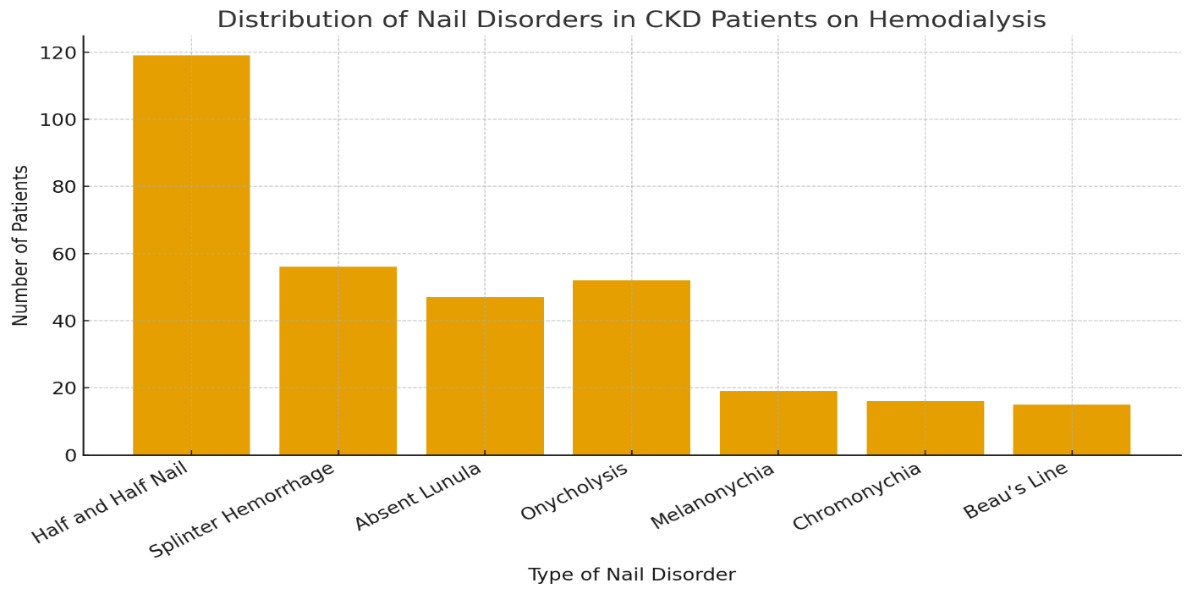 Distribution of Nail Disorders in CKD Patients on Hemodialysis
Number of Patients
120
100
80
60
40
20
0
Half and Half Nail
Splinter Hemorrhage
Absent Lunula
Onycholysis
Melanonychia
Chromonychia
Beau's Line
Type of Nail Disorder